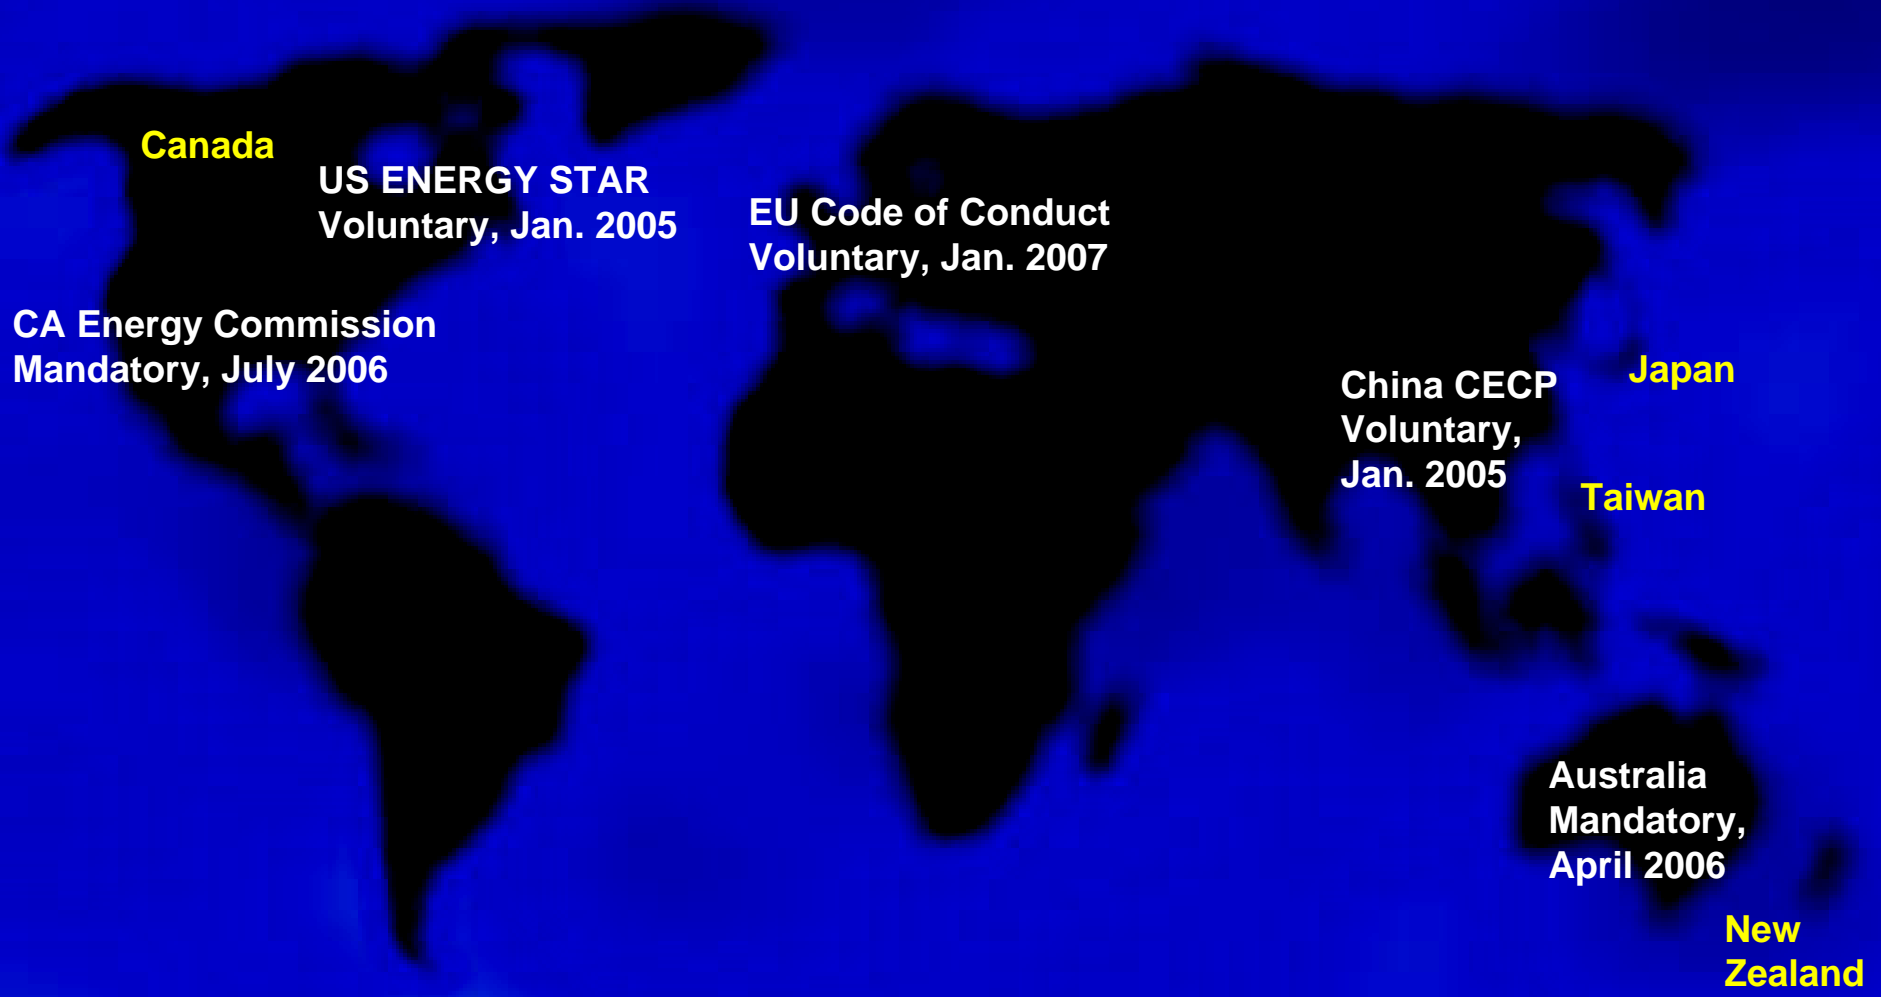 Canada
US ENERGY STAR
Voluntary, Jan. 2005
EU Code of Conduct
Voluntary, Jan. 2007
CA Energy Commission
Mandatory, July 2006
China CECP
Voluntary,
Jan. 2005
Japan
Taiwan
Australia
Mandatory,
April 2006
New
Zealand